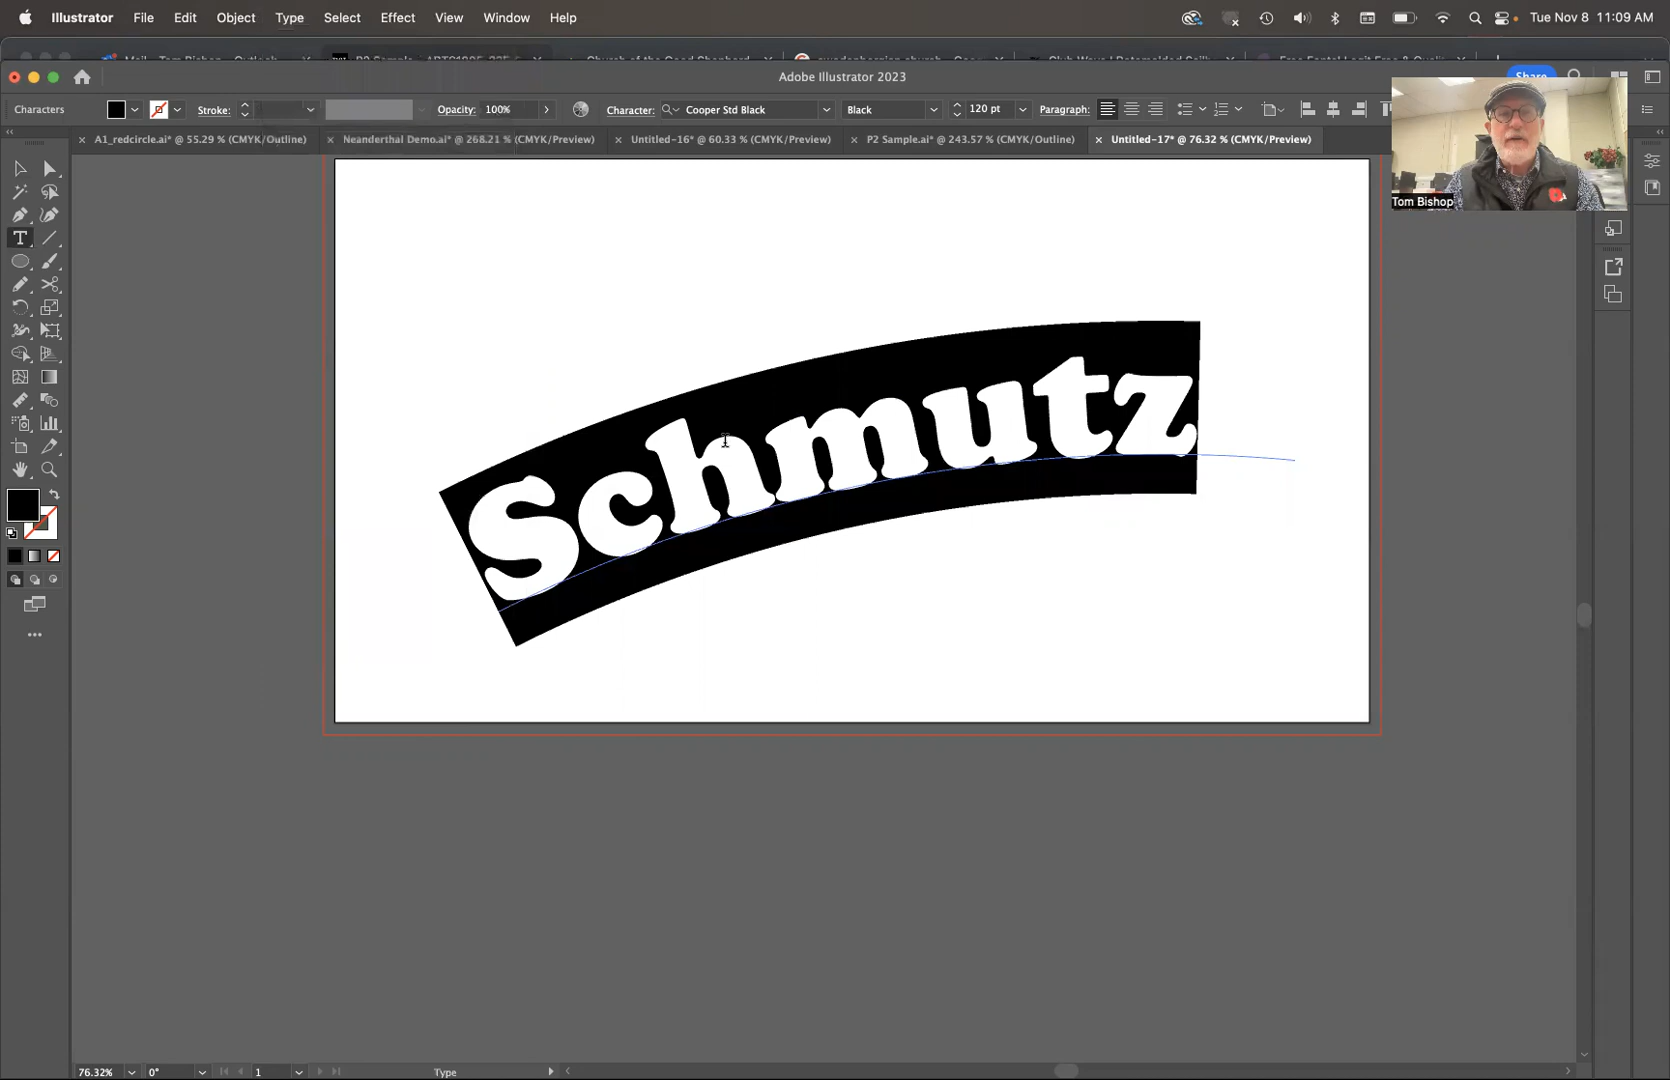 Illustrator File Edit Object Type Select Effect View Window Help Tue Nov 8 11:09 AM
Adobe Illustrator 2023 Share
Characters Stroke: Opacity: 100% Character: Cooper Std Black Black 120 pt Paragraph:
A1_redcircle.ai* @ 55.29 % (CMYK/Outline) Neanderthal Demo.ai* @ 268.21 % (CMYK/Preview) Untitled-16* @ 60.33 % (CMYK/Preview) P2 Sample.ai* @ 243.57 % (CMYK/Outline) Untitled-17* @ 76.32 % (CMYK/Preview)
Tom Bishop
Schmutz
76.32% 0° 1 Type